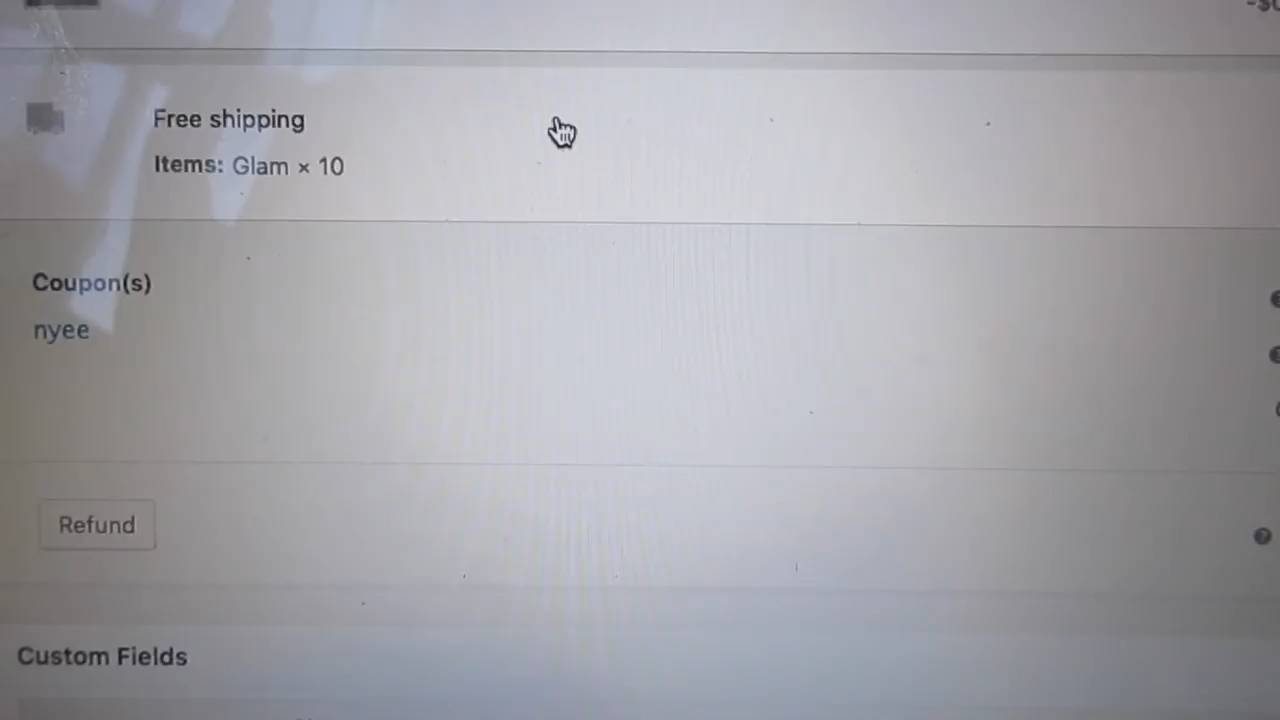 Free shipping
Items: Glam × 10
Coupon(s)
nyee
Refund
Custom Fields